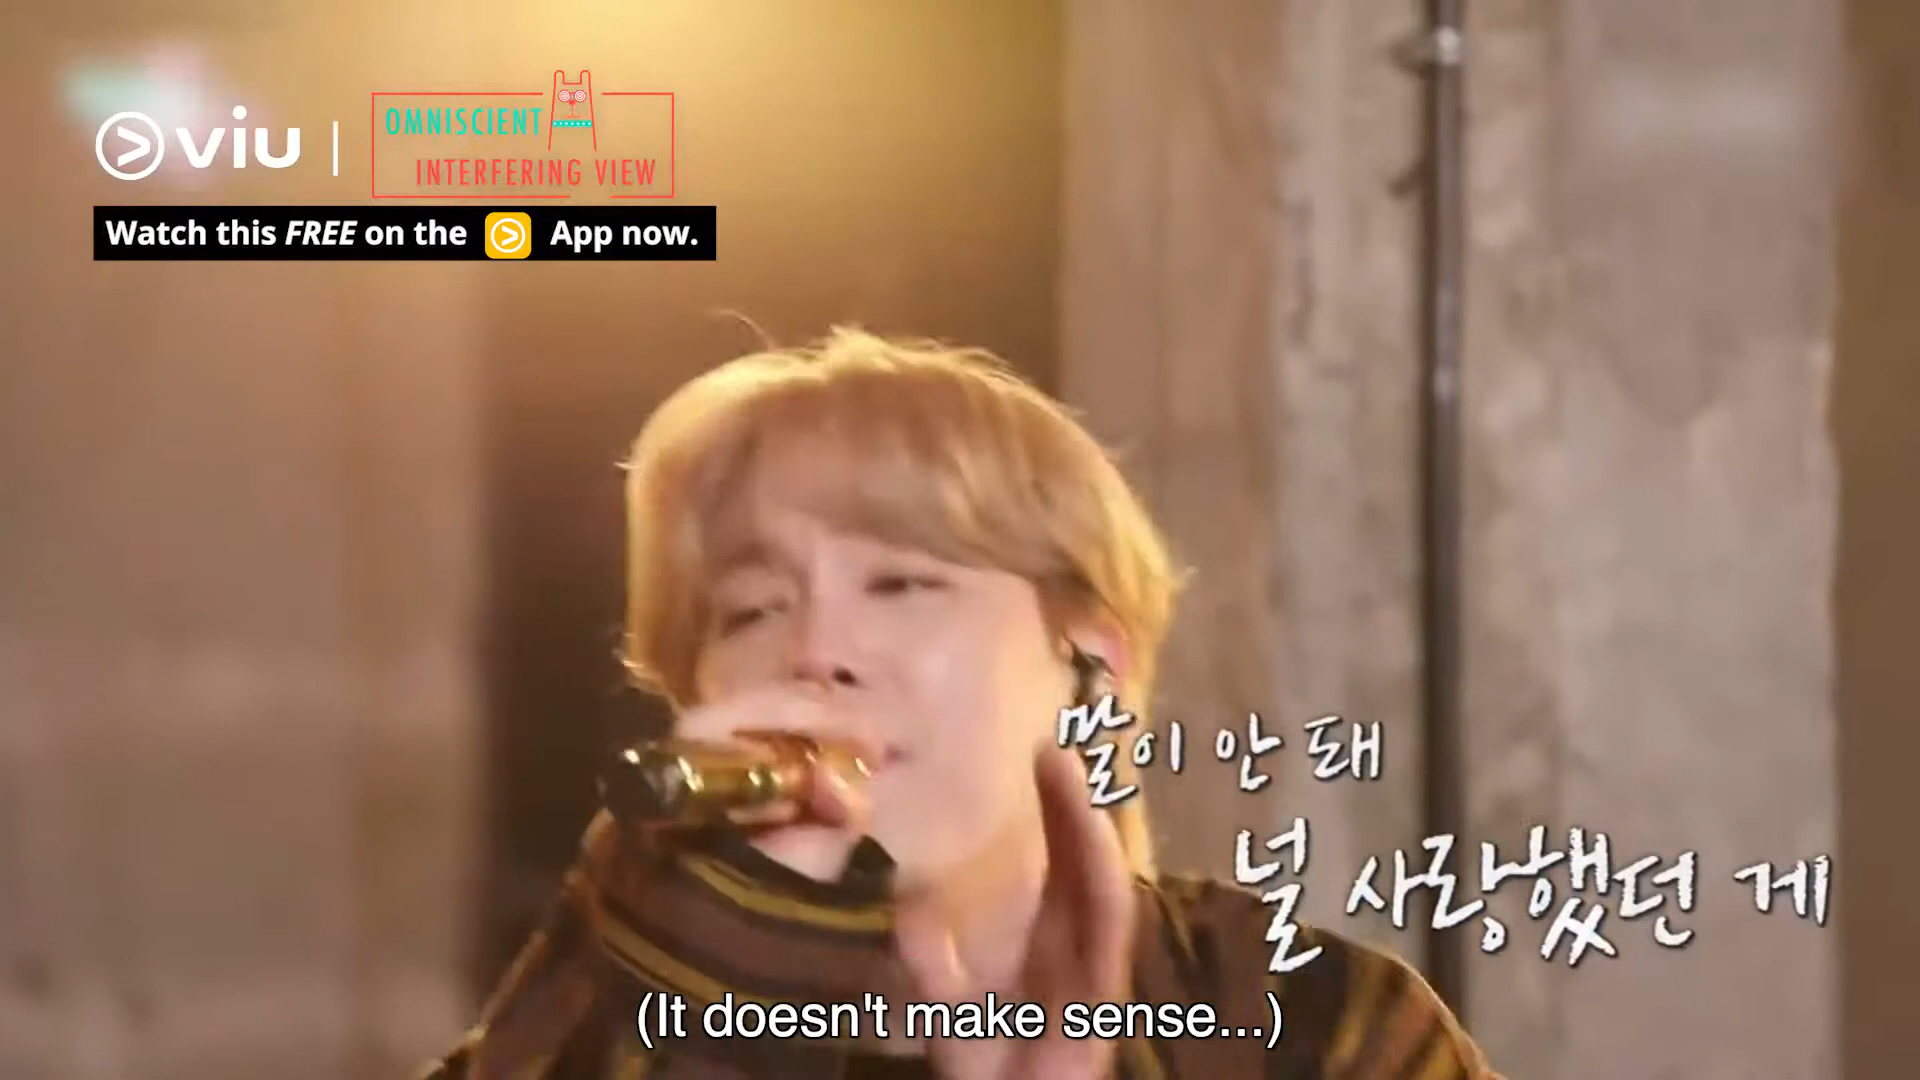 viu
OMNISCIENT
INTERFERING VIEW
Watch this FREE on the App now.
말이 안 돼
널 사랑했던 게
(It doesn't make sense...)